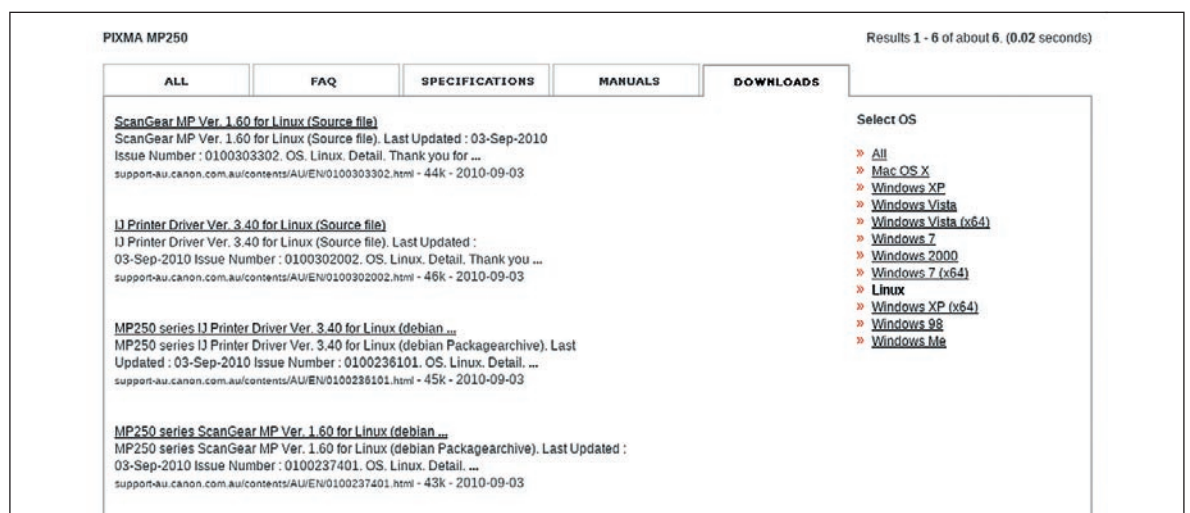 PIXMA MP250
Results 1 - 6 of about 6. (0.02 seconds)
ALL
FAQ
SPECIFICATIONS
MANUALS
DOWNLOADS
ScanGear MP Ver. 1.60 for Linux (Source file)
ScanGear MP Ver. 1.60 for Linux (Source file). Last Updated : 03-Sep-2010
Issue Number : 0100303302. OS. Linux. Detail. Thank you for ...
support-au.canon.com.au/contents/AU/EN/0100303302.html - 44k - 2010-09-03
IJ Printer Driver Ver. 3.40 for Linux (Source file)
IJ Printer Driver Ver. 3.40 for Linux (Source file). Last Updated :
03-Sep-2010 Issue Number : 0100302002. OS. Linux. Detail. Thank you ...
support-au.canon.com.au/contents/AU/EN/0100302002.html - 46k - 2010-09-03
MP250 series IJ Printer Driver Ver. 3.40 for Linux (debian ...
MP250 series IJ Printer Driver Ver. 3.40 for Linux (debian Packagearchive). Last
Updated : 03-Sep-2010 Issue Number : 0100236101. OS. Linux. Detail. ...
support-au.canon.com.au/contents/AU/EN/0100236101.html - 45k - 2010-09-03
MP250 series ScanGear MP Ver. 1.60 for Linux (debian ...
MP250 series ScanGear MP Ver. 1.60 for Linux (debian Packagearchive). Last Updated :
03-Sep-2010 Issue Number : 0100237401. OS. Linux. Detail. ...
support-au.canon.com.au/contents/AU/EN/0100237401.html - 43k - 2010-09-03
Select OS
» All
» Mac OS X
» Windows XP
» Windows Vista
» Windows Vista (x64)
» Windows 7
» Windows 2000
» Windows 7 (x64)
» Linux
» Windows XP (x64)
» Windows 98
» Windows Me